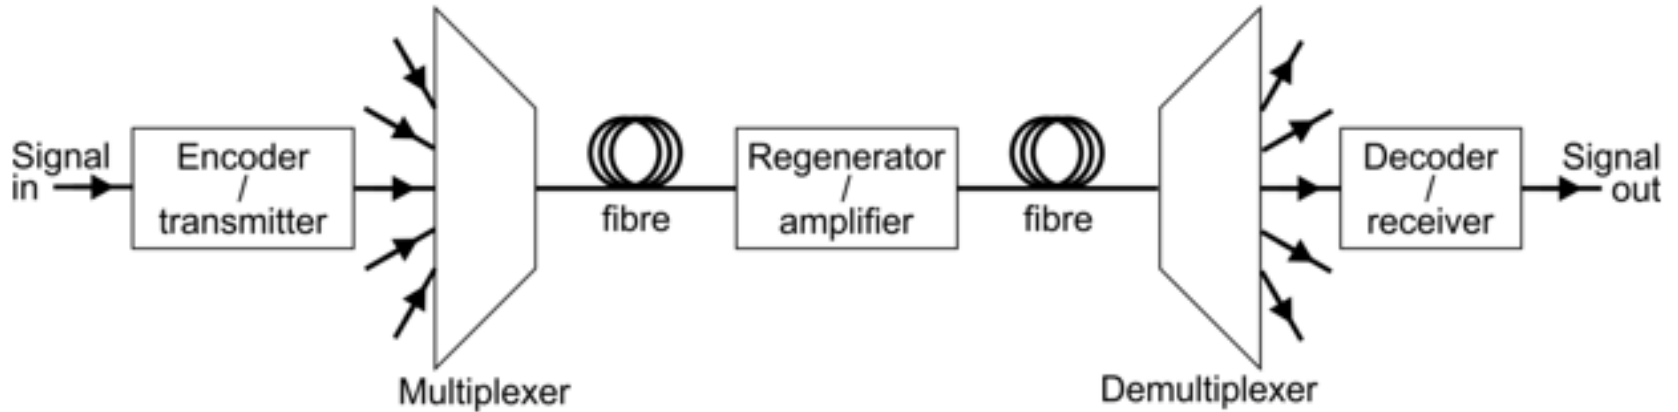 Signal
in
Encoder
/
transmitter
Multiplexer
fibre
Regenerator
/
amplifier
fibre
Demultiplexer
Decoder
/
receiver
Signal
out